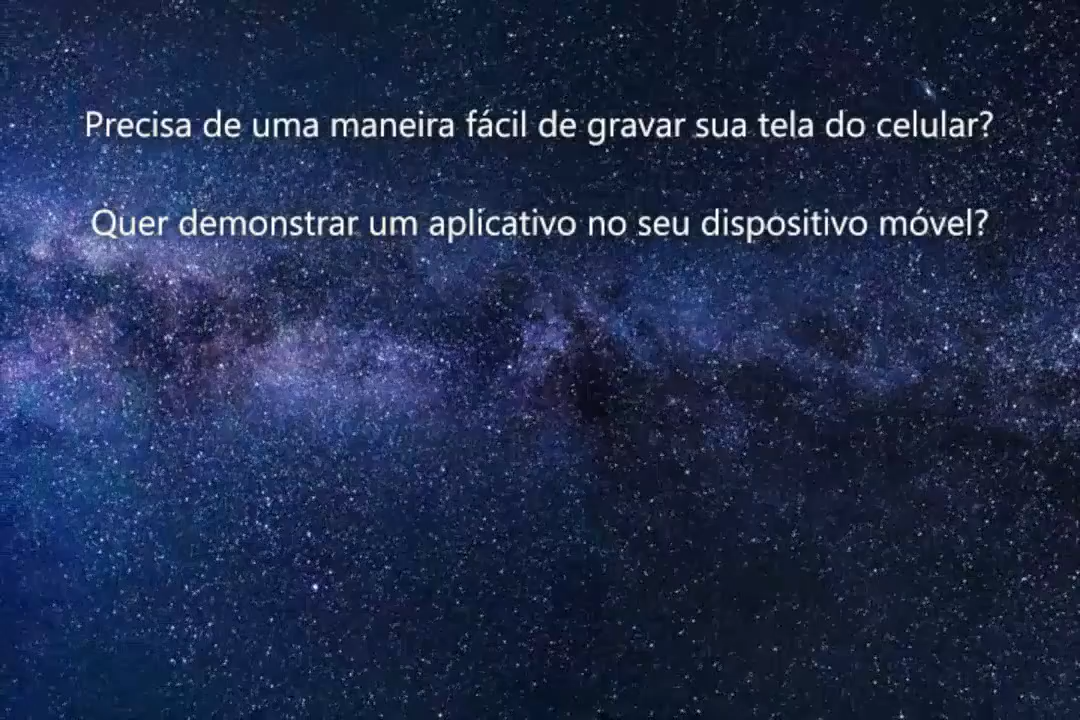 Precisa de uma maneira fácil de gravar sua tela do celular?
Quer demonstrar um aplicativo no seu dispositivo móvel?